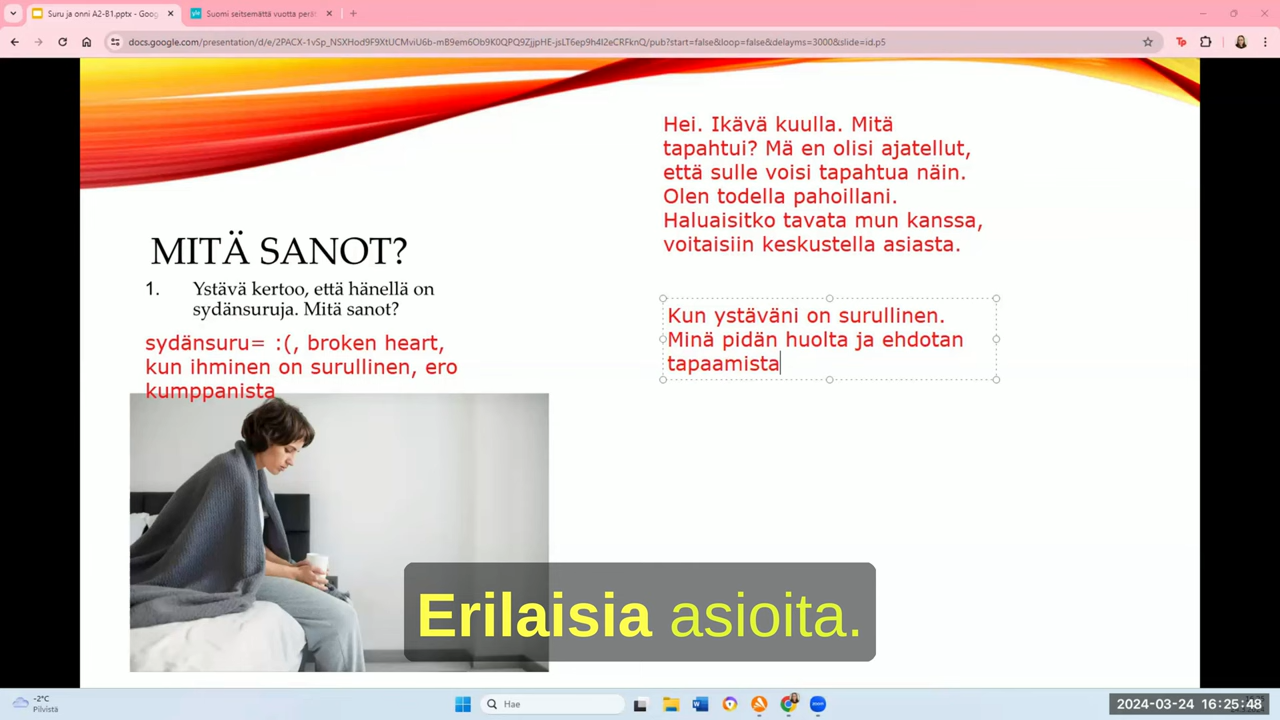 Suru ja onni A2-B1.pptx - Goog
Suomi seitsemättä vuotta perät
docs.google.com/presentation/d/e/2PACX-1vSp_NSXHod9F9XtUCMviU6b-mB9em6Ob9K0QPQ9ZjjpHE-jsLT6ep9h4I2eCRFknQ/pub?start=false&loop=false&delayms=3000&slide=id.p5
Hei. Ikävä kuulla. Mitä
tapahtui? Mä en olisi ajatellut,
että sulle voisi tapahtua näin.
Olen todella pahoillani.
Haluaisitko tavata mun kanssa,
voitaisiin keskustella asiasta.
MITÄ SANOT?
1. Ystävä kertoo, että hänellä on
sydänsuruja. Mitä sanot?
sydänsuru= :(, broken heart,
kun ihminen on surullinen, ero
kumppanista
Kun ystäväni on surullinen.
Minä pidän huolta ja ehdotan
tapaamista
Erilaisia asioita.
-2°C
Pilvistä
Hae
2024-03-24 16:25:48